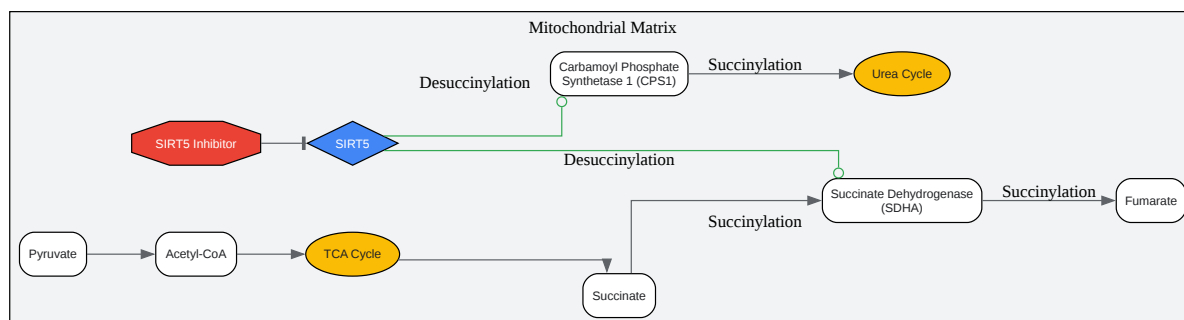 Mitochondrial Matrix
Carbamoyl Phosphate
Synthetase 1 (CPS1)
Succinylation
Urea Cycle
Desuccinylation
SIRT5 Inhibitor
SIRT5
Desuccinylation
Succinate Dehydrogenase
(SDHA)
Succinylation
Fumarate
Succinylation
Pyruvate
Acetyl-CoA
TCA Cycle
Succinate